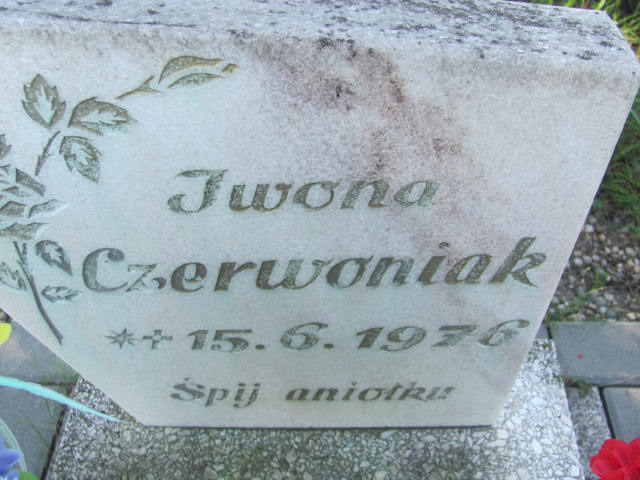 Iwona
Czerwoniak
*+ 15.6.1976
Śpij aniołku